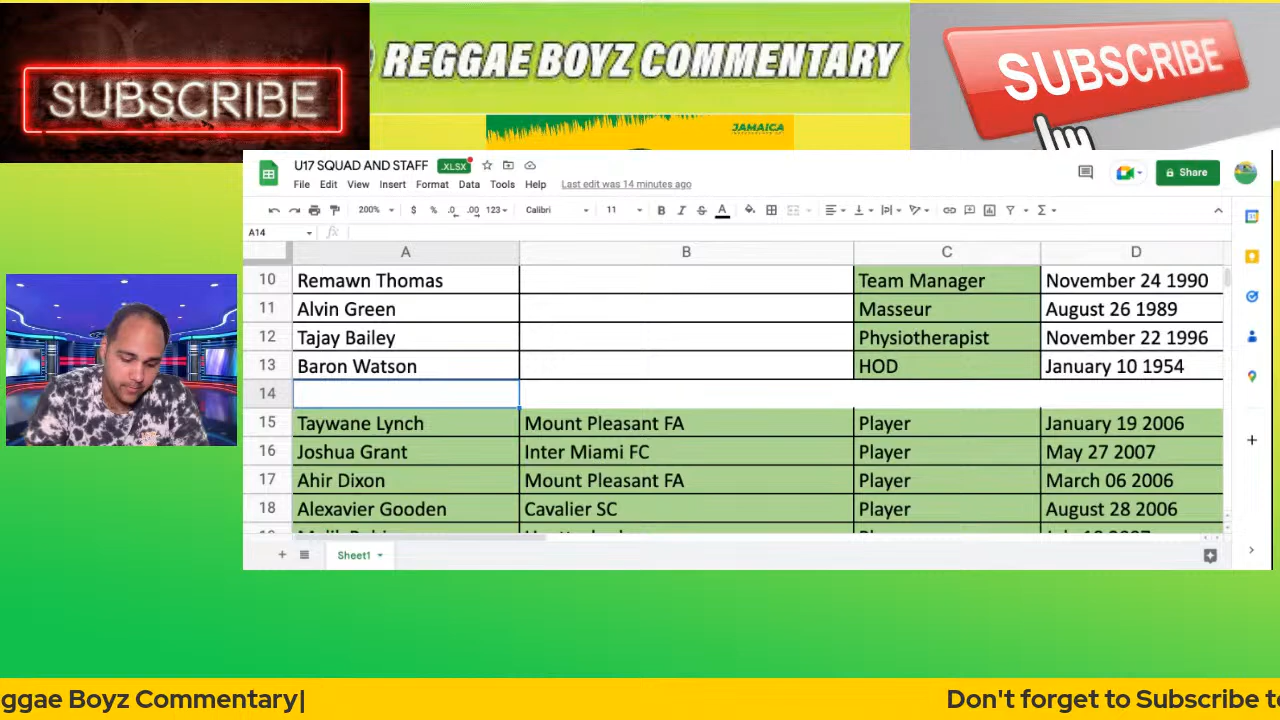 SUBSCRIBE
REGGAE BOYZ COMMENTARY
SUBSCRIBE
JAMAICA
U17 SQUAD AND STAFF .XLSX
File Edit View Insert Format Data Tools Help Last edit was 14 minutes ago
Share
200% $ % .0 .00 123 Calibri 11 B I S A
A14 fx
A B C D
10 Remawn Thomas Team Manager November 24 1990
11 Alvin Green Masseur August 26 1989
12 Tajay Bailey Physiotherapist November 22 1996
13 Baron Watson HOD January 10 1954
14
15 Taywane Lynch Mount Pleasant FA Player January 19 2006
16 Joshua Grant Inter Miami FC Player May 27 2007
17 Ahir Dixon Mount Pleasant FA Player March 06 2006
18 Alexavier Gooden Cavalier SC Player August 28 2006
Sheet1
ggae Boyz Commentary| Don't forget to Subscribe to